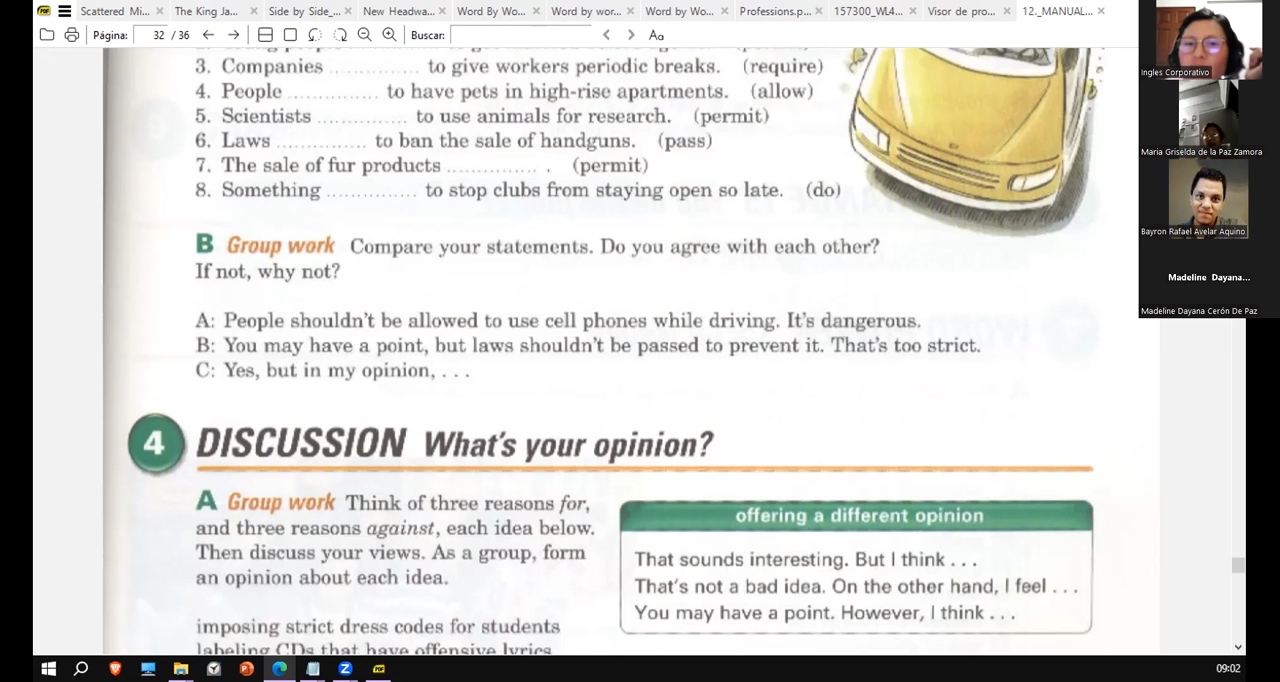 Scattered Mi...
The King Ja...
Side by Side_...
New Headwa...
Word By Wo...
Word by wor...
Word by Wo...
Professions.p...
157300_WL4...
Visor de pro...
12._MANUAL...
Página: 32 / 36
Buscar:
Aa
3. Companies .............. to give workers periodic breaks. (require)
4. People .............. to have pets in high-rise apartments. (allow)
5. Scientists .............. to use animals for research. (permit)
6. Laws .............. to ban the sale of handguns. (pass)
7. The sale of fur products .............. . (permit)
8. Something .............. to stop clubs from staying open so late. (do)
B Group work Compare your statements. Do you agree with each other?
If not, why not?
A: People shouldn't be allowed to use cell phones while driving. It's dangerous.
B: You may have a point, but laws shouldn't be passed to prevent it. That's too strict.
C: Yes, but in my opinion, . . .
4 DISCUSSION What's your opinion?
A Group work Think of three reasons for,
and three reasons against, each idea below.
Then discuss your views. As a group, form
an opinion about each idea.
imposing strict dress codes for students
labeling CDs that have offensive lyrics
offering a different opinion
That sounds interesting. But I think . . .
That's not a bad idea. On the other hand, I feel . . .
You may have a point. However, I think . . .
Ingles Corporativo
Maria Griselda de la Paz Zamora
Bayron Rafael Avelar Aquino
Madeline Dayana...
Madeline Dayana Cerón De Paz
09:02